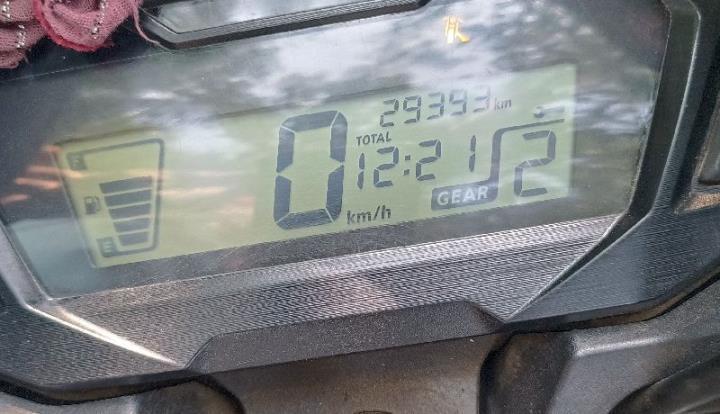 29393 km
TOTAL
F
0 12:21 2
km/h GEAR
E